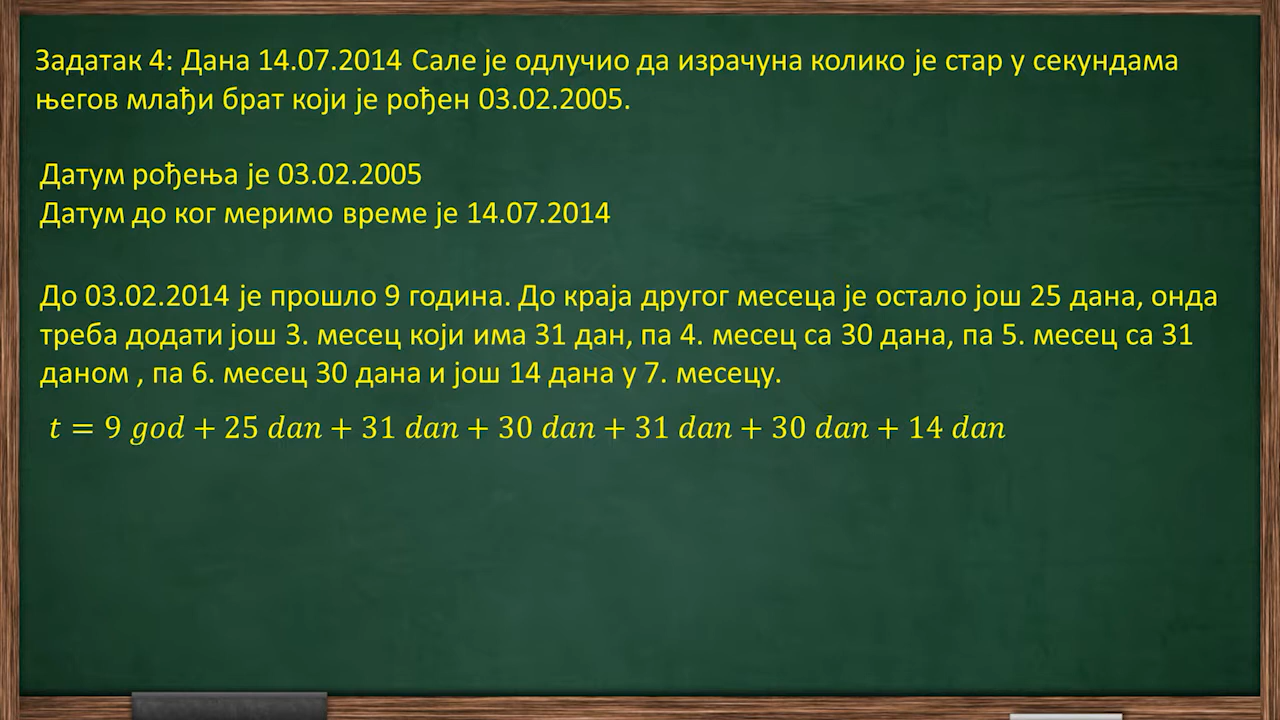 Задатак 4: Дана 14.07.2014 Сале је одлучио да израчуна колико је стар у секундама
његов млађи брат који је рођен 03.02.2005.
Датум рођења је 03.02.2005
Датум до ког меримо време је 14.07.2014
До 03.02.2014 је прошло 9 година. До краја другог месеца је остало још 25 дана, онда
треба додати још 3. месец који има 31 дан, па 4. месец са 30 дана, па 5. месец са 31
даном , па 6. месец 30 дана и још 14 дана у 7. месецу.
t = 9 god + 25 dan + 31 dan + 30 dan + 31 dan + 30 dan + 14 dan